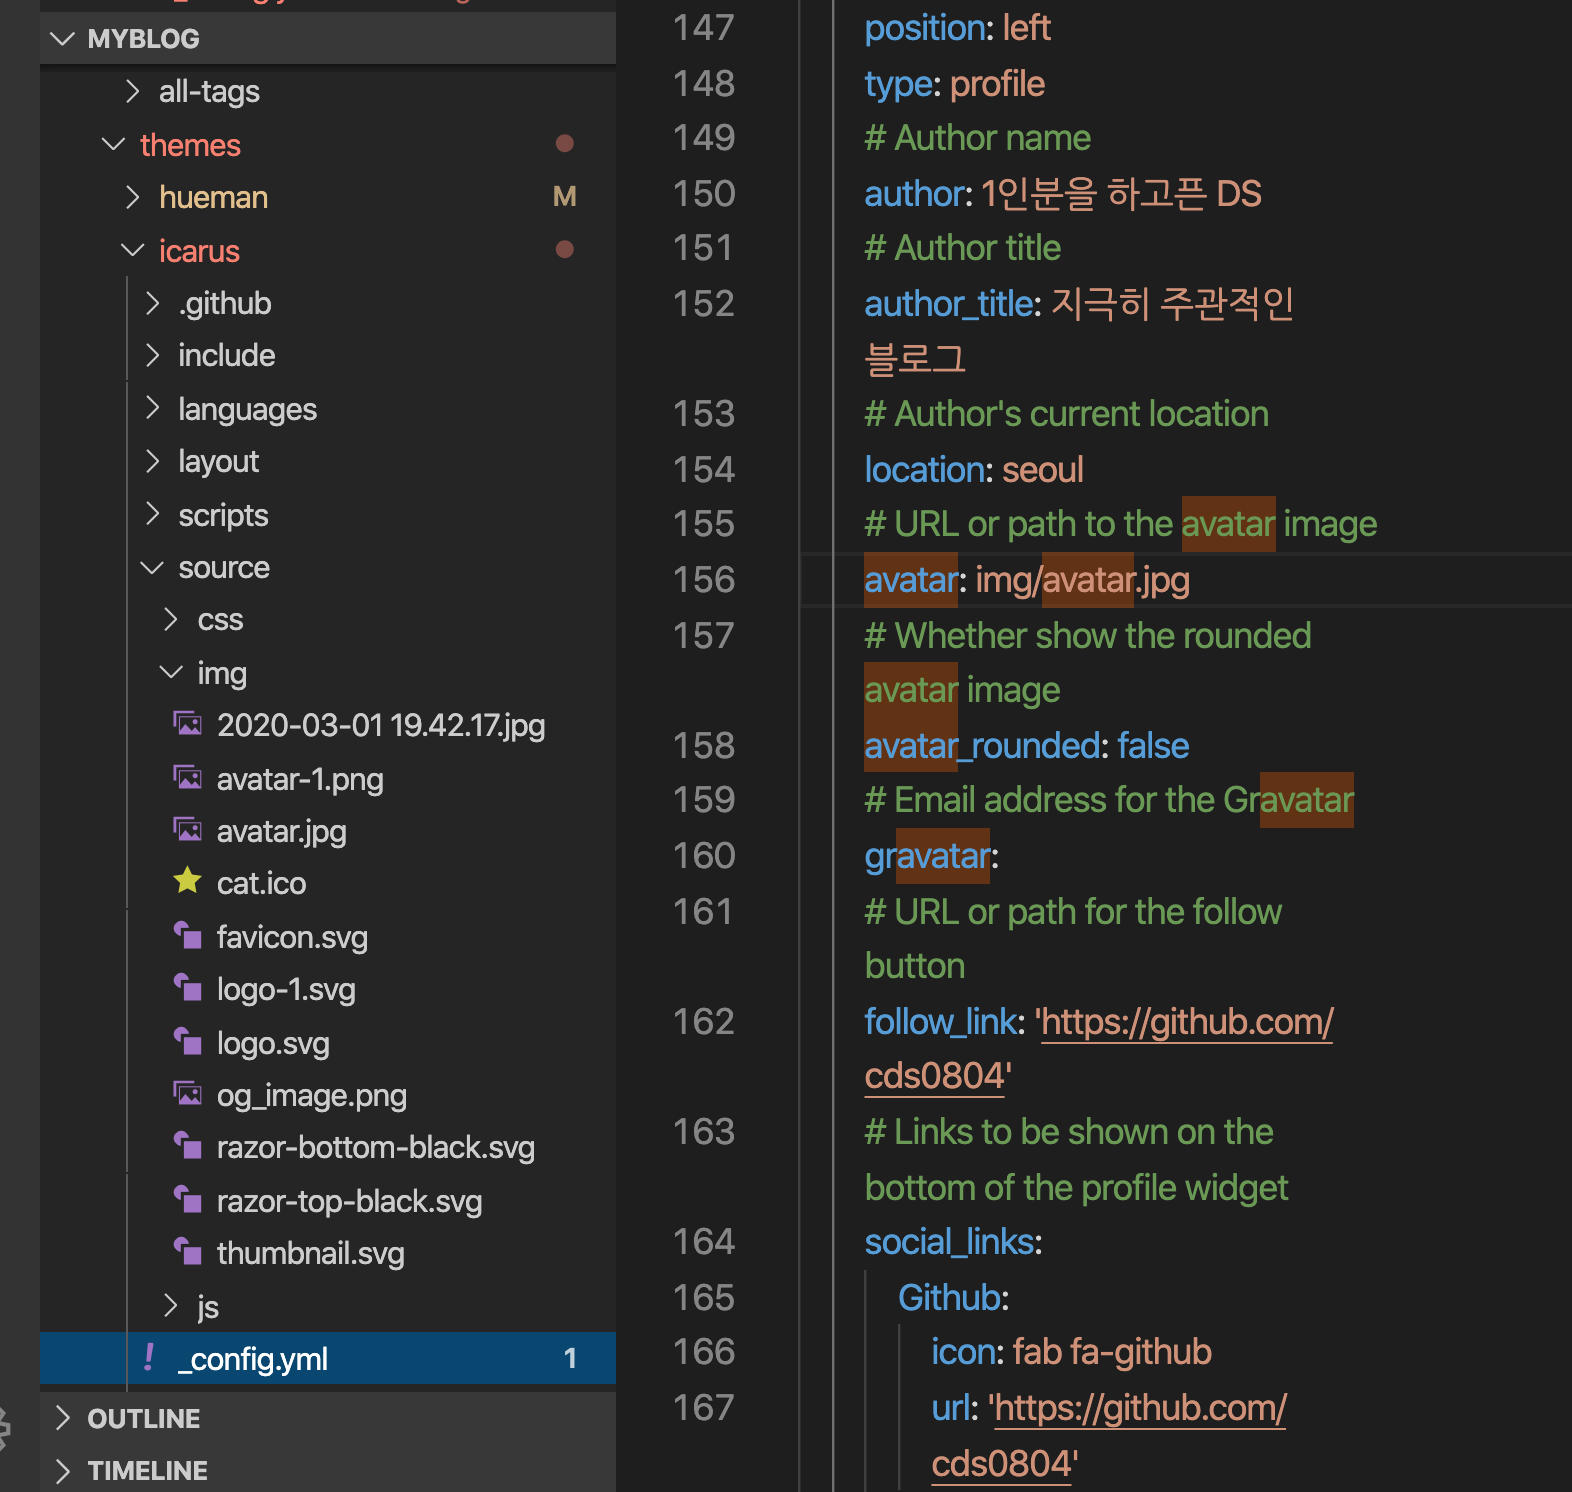 MYBLOG
all-tags
themes
hueman M
icarus
.github
include
languages
layout
scripts
source
css
img
2020-03-01 19.42.17.jpg
avatar-1.png
avatar.jpg
cat.ico
favicon.svg
logo-1.svg
logo.svg
og_image.png
razor-bottom-black.svg
razor-top-black.svg
thumbnail.svg
js
! _config.yml 1
OUTLINE
TIMELINE
147 position: left
148 type: profile
149 # Author name
150 author: 1인분을 하고픈 DS
151 # Author title
152 author_title: 지극히 주관적인
블로그
153 # Author's current location
154 location: seoul
155 # URL or path to the avatar image
156 avatar: img/avatar.jpg
157 # Whether show the rounded
avatar image
158 avatar_rounded: false
159 # Email address for the Gravatar
160 gravatar:
161 # URL or path for the follow
button
162 follow_link: 'https://github.com/
cds0804'
163 # Links to be shown on the
bottom of the profile widget
164 social_links:
165 Github:
166 icon: fab fa-github
167 url: 'https://github.com/
cds0804'